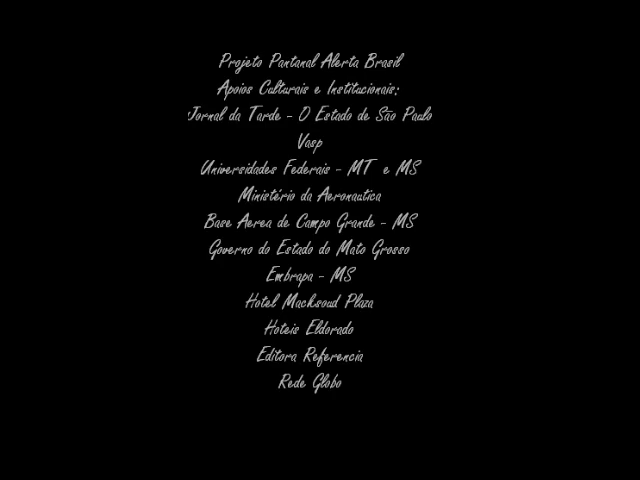 Projeto Pantanal Alerta Brasil
Apoios Culturais e Institucionais:
Jornal da Tarde - O Estado de São Paulo
Vasp
Universidades Federais - MT e MS
Ministério da Aeronautica
Base Aerea de Campo Grande - MS
Governo do Estado do Mato Grosso
Embrapa - MS
Hotel Macksoud Plaza
Hoteis Eldorado
Editora Referencia
Rede Globo